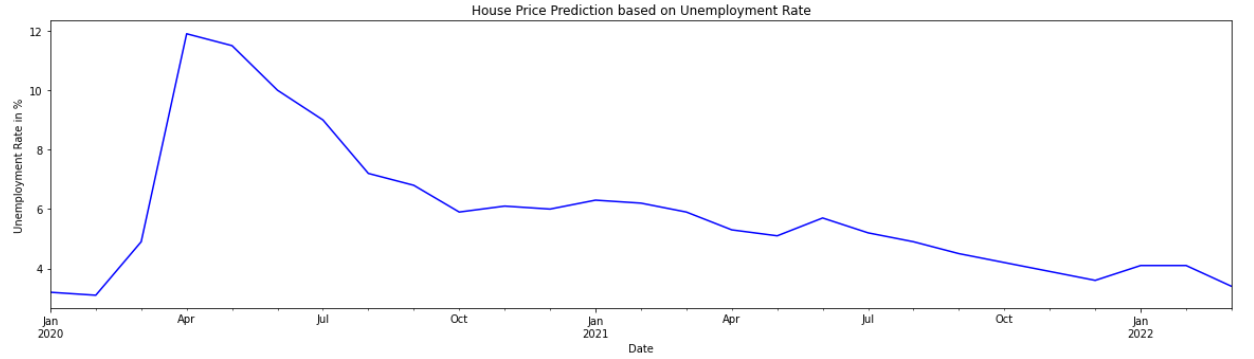 House Price Prediction based on Unemployment Rate
12
10
8
6
4
Unemployment Rate in %
Jan
2020
Apr
Jul
Oct
Jan
2021
Apr
Jul
Oct
Jan
2022
Date